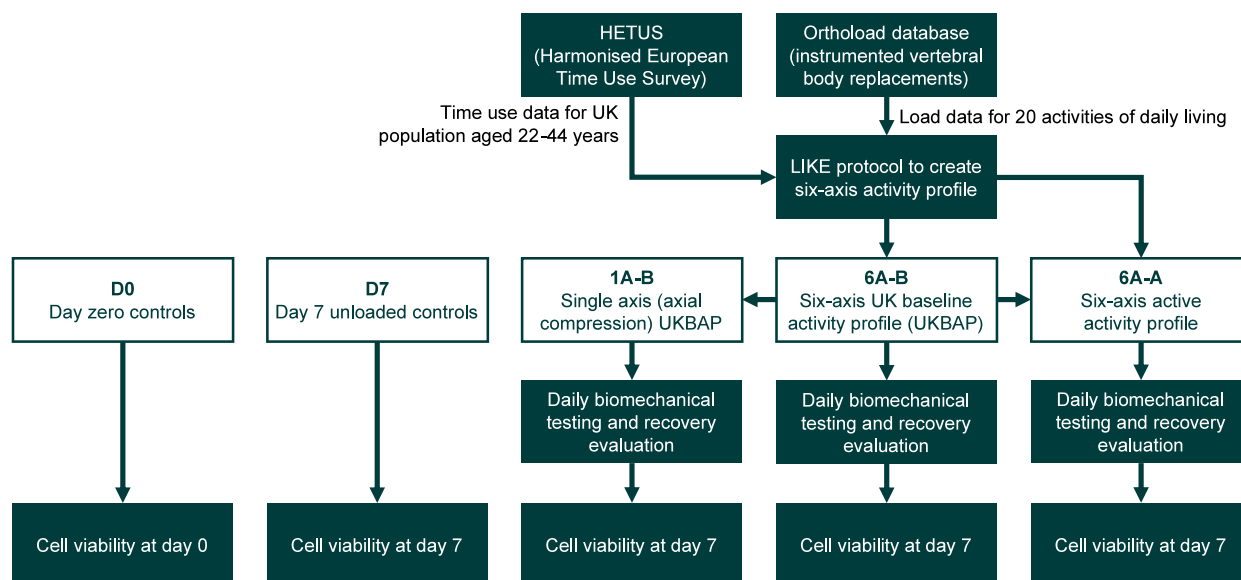 HETUS
(Harmonised European
Time Use Survey)
Orthoload database
(instrumented vertebral
body replacements)
Time use data for UK
population aged 22-44 years
Load data for 20 activities of daily living
LIKE protocol to create
six-axis activity profile
D0
Day zero controls
D7
Day 7 unloaded controls
1A-B
Single axis (axial
compression) UKBAP
6A-B
Six-axis UK baseline
activity profile (UKBAP)
6A-A
Six-axis active
activity profile
Daily biomechanical
testing and recovery
evaluation
Daily biomechanical
testing and recovery
evaluation
Daily biomechanical
testing and recovery
evaluation
Cell viability at day 0
Cell viability at day 7
Cell viability at day 7
Cell viability at day 7
Cell viability at day 7